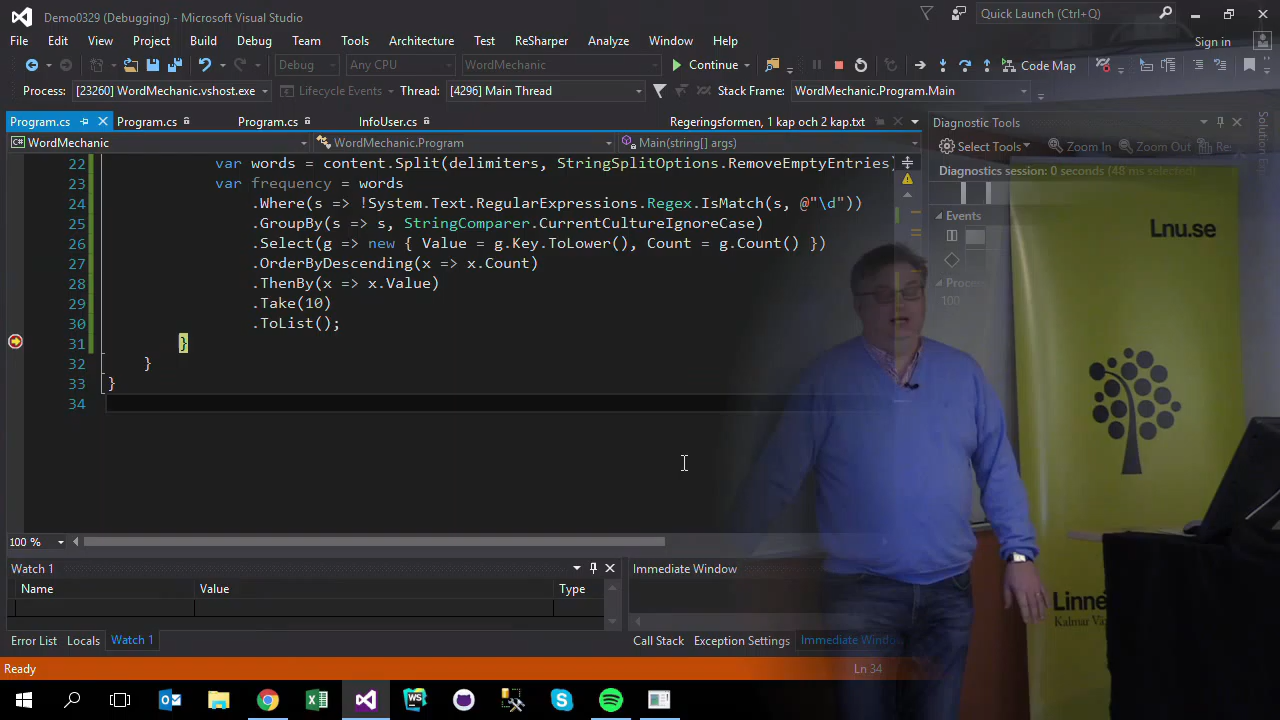 Demo0329 (Debugging) - Microsoft Visual Studio
Quick Launch (Ctrl+Q)
File Edit View Project Build Debug Team Tools Architecture Test ReSharper Analyze Window Help
Sign in
Debug Any CPU WordMechanic Continue Code Map
Process: [23260] WordMechanic.vshost.exe Lifecycle Events Thread: [4296] Main Thread Stack Frame: WordMechanic.Program.Main
Program.cs Program.cs Program.cs InfoUser.cs Regeringsformen, 1 kap och 2 kap.txt
Diagnostic Tools
WordMechanic WordMechanic.Program Main(string[] args)
Select Tools Zoom In Zoom Out
Diagnostics session: 0 seconds (48 ms selected)
22 var words = content.Split(delimiters, StringSplitOptions.RemoveEmptyEntries)
23 var frequency = words
24 .Where(s => !System.Text.RegularExpressions.Regex.IsMatch(s, @"\d"))
25 .GroupBy(s => s, StringComparer.CurrentCultureIgnoreCase)
26 .Select(g => new { Value = g.Key.ToLower(), Count = g.Count() })
27 .OrderByDescending(x => x.Count)
28 .ThenBy(x => x.Value)
29 .Take(10)
30 .ToList();
31 }
32 }
33 }
34
Events
100
Lnu.se
100 %
Watch 1
Name Value Type
Immediate Window
Error List Locals Watch 1
Call Stack Exception Settings
Ready
Ln 34